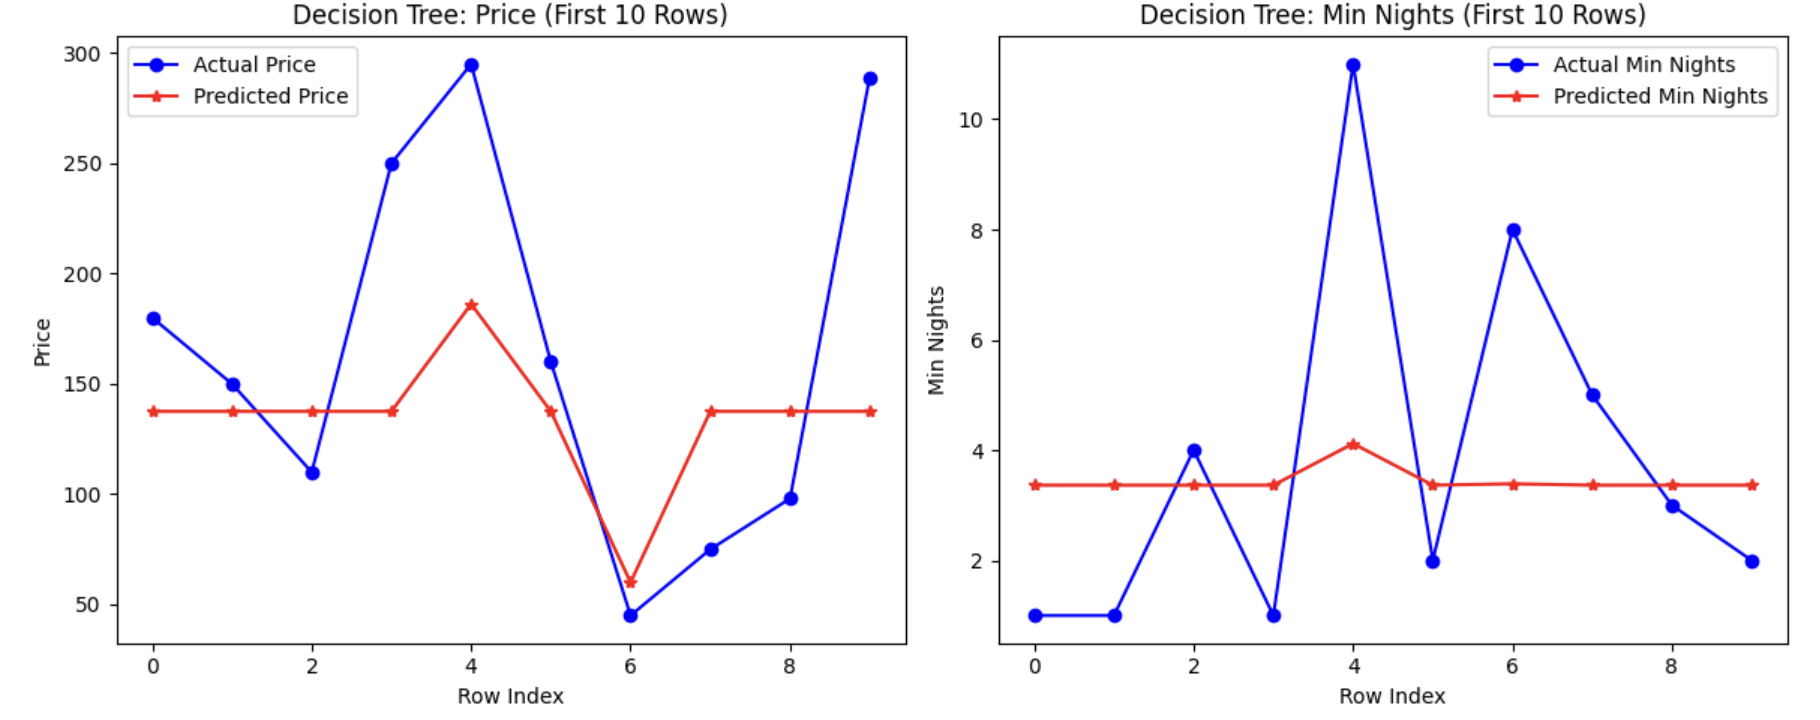 Decision Tree: Price (First 10 Rows)
Actual Price
Predicted Price
300
250
200
150
100
50
Price
0 2 4 6 8
Row Index
Decision Tree: Min Nights (First 10 Rows)
Actual Min Nights
Predicted Min Nights
10
8
6
4
2
Min Nights
0 2 4 6 8
Row Index